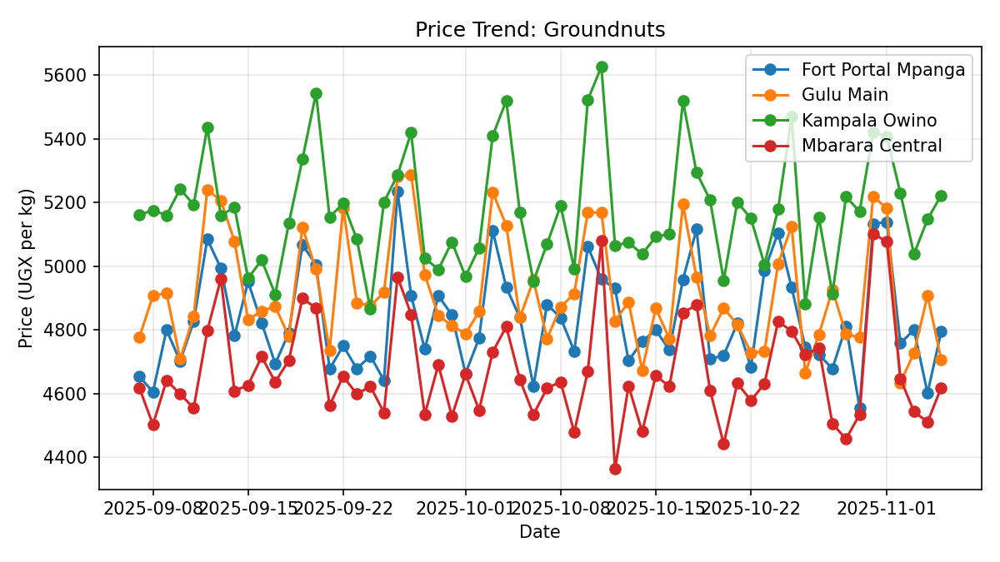 Price Trend: Groundnuts
Price (UGX per kg)
5600
5400
5200
5000
4800
4600
4400
Fort Portal Mpanga
Gulu Main
Kampala Owino
Mbarara Central
2025-09-08
2025-09-15
2025-09-22
2025-10-01
2025-10-08
2025-10-15
2025-10-22
2025-11-01
Date